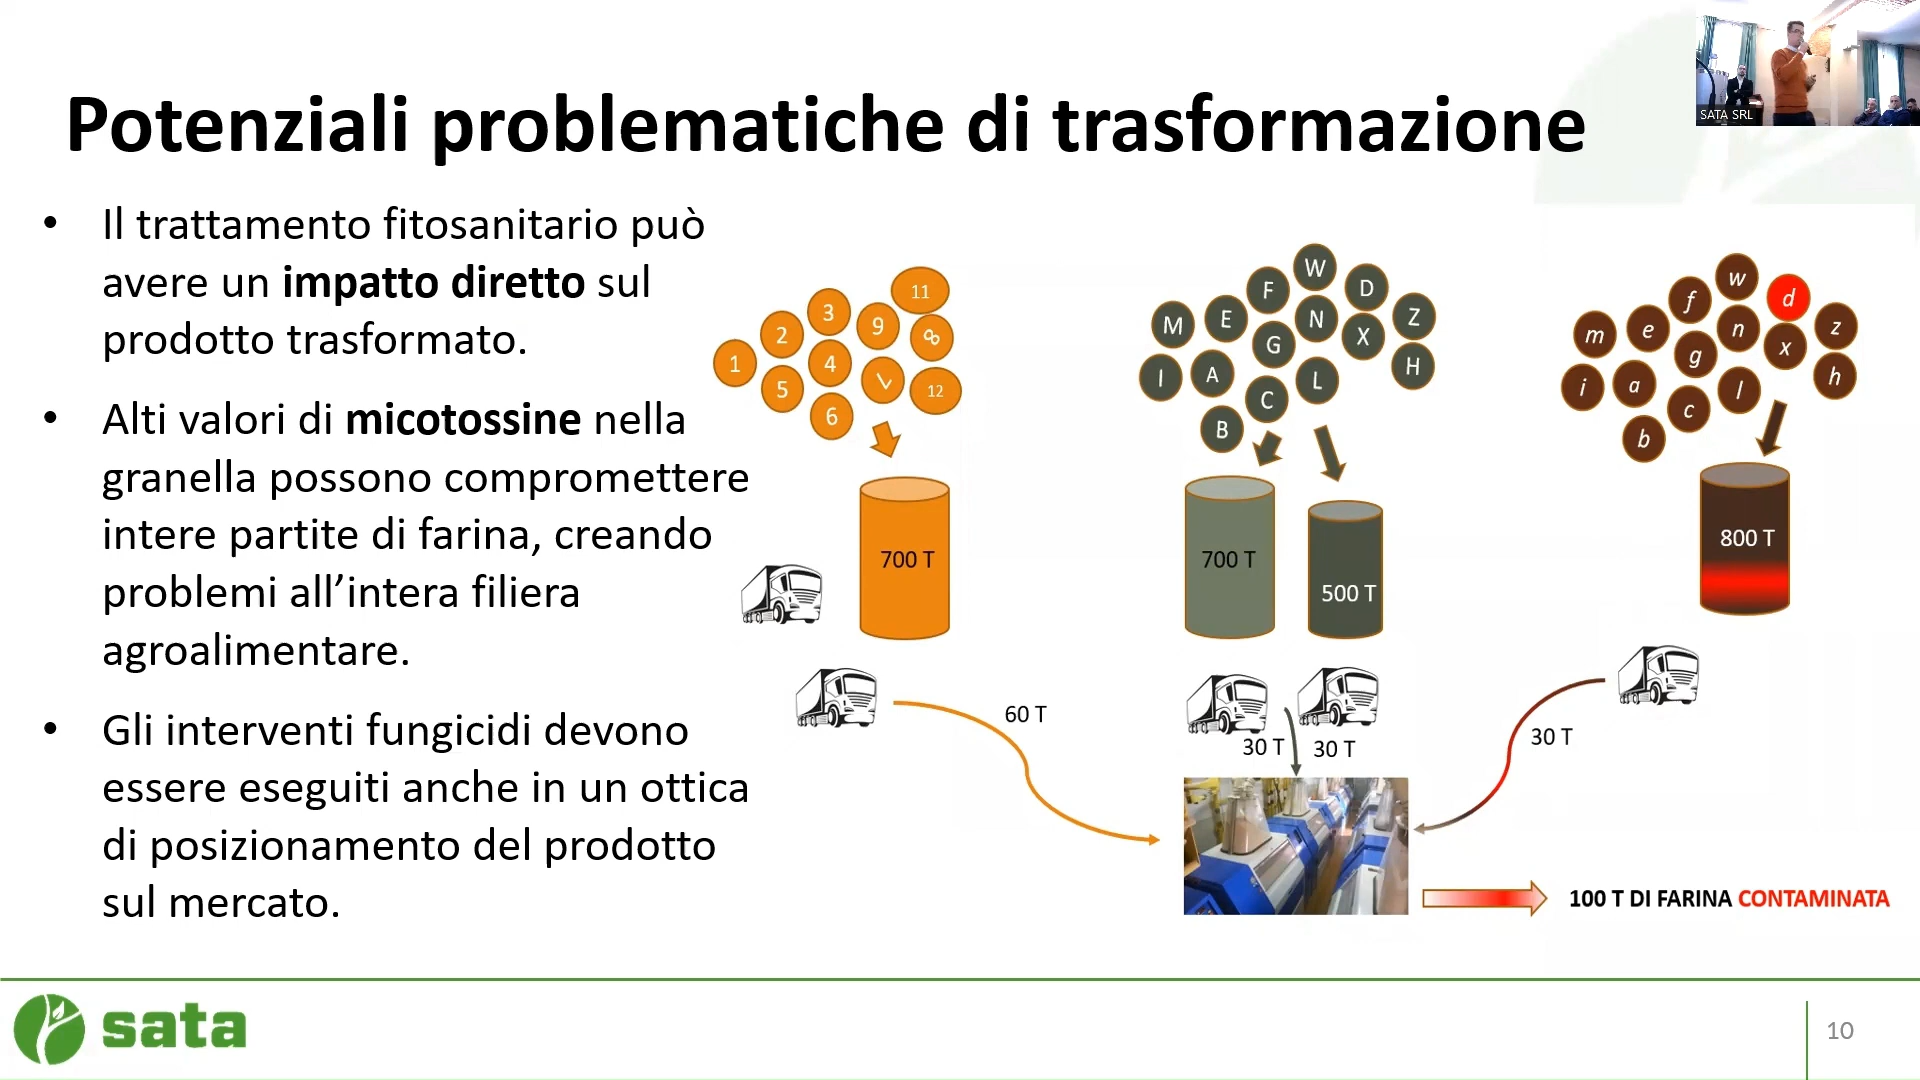 SATA SRL
Potenziali problematiche di trasformazione
• Il trattamento fitosanitario può
avere un impatto diretto sul
prodotto trasformato.
• Alti valori di micotossine nella
granella possono compromettere
intere partite di farina, creando
problemi all’intera filiera
agroalimentare.
• Gli interventi fungicidi devono
essere eseguiti anche in un ottica
di posizionamento del prodotto
sul mercato.
11
3
9
8
2
1
4
7
5
12
6
700 T
W
F
D
M
E
N
Z
G
X
I
A
L
H
C
B
700 T
500 T
w
f
d
m
e
n
z
g
x
i
a
l
h
c
b
800 T
60 T
30 T
30 T
30 T
100 T DI FARINA CONTAMINATA
sata
10